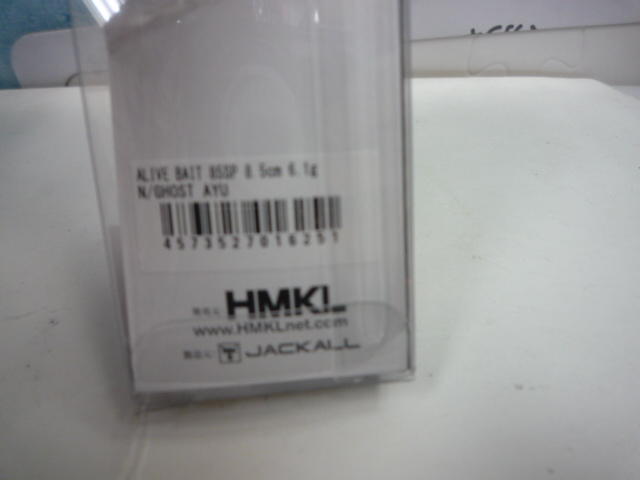 ALIVE BAIT 85SP 8.5cm 6.1g
N/GHOST AYU
4573527016251
HMKL
www.HMKLnet.com
JACKALL